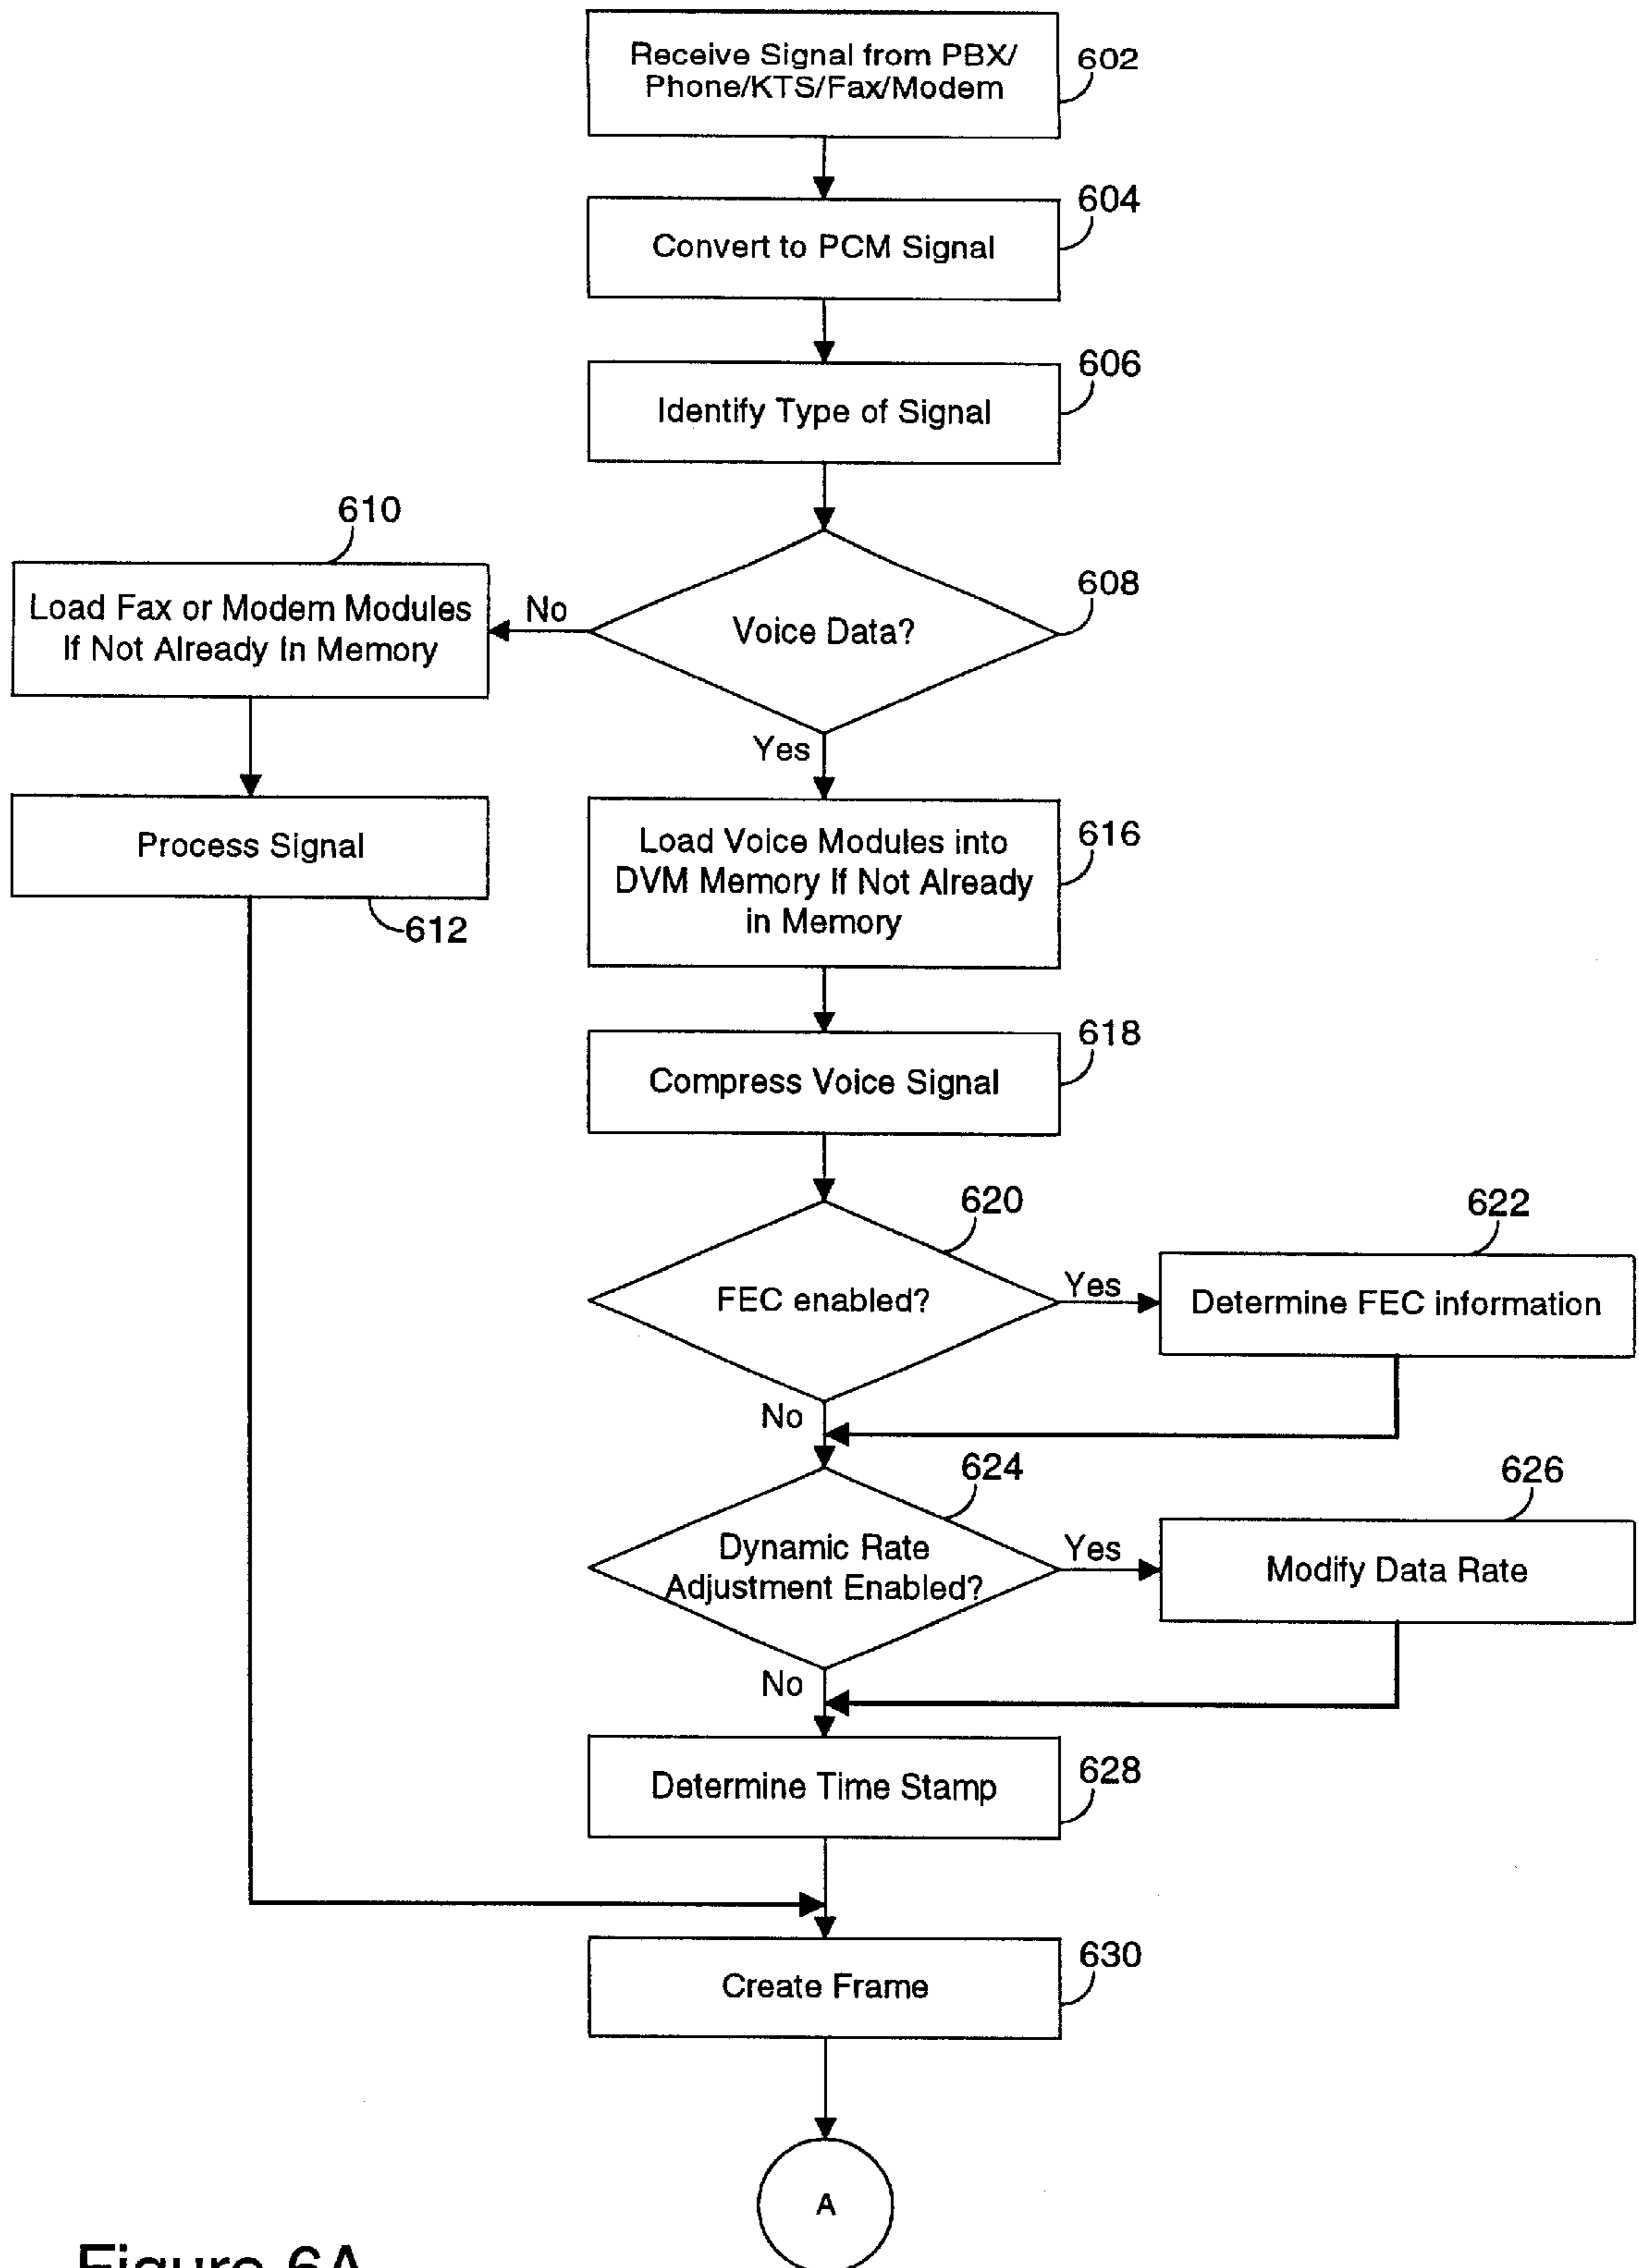 Receive Signal from PBX/
Phone/KTS/Fax/Modem
602
Convert to PCM Signal
604
Identify Type of Signal
606
610
Load Fax or Modem Modules
If Not Already In Memory
No
Voice Data?
608
Yes
Process Signal
612
Load Voice Modules into
DVM Memory If Not Already
in Memory
616
Compress Voice Signal
618
FEC enabled?
620
Yes
622
Determine FEC information
No
Dynamic Rate
Adjustment Enabled?
624
Yes
626
Modify Data Rate
No
Determine Time Stamp
628
Create Frame
630
A
Figure 6A